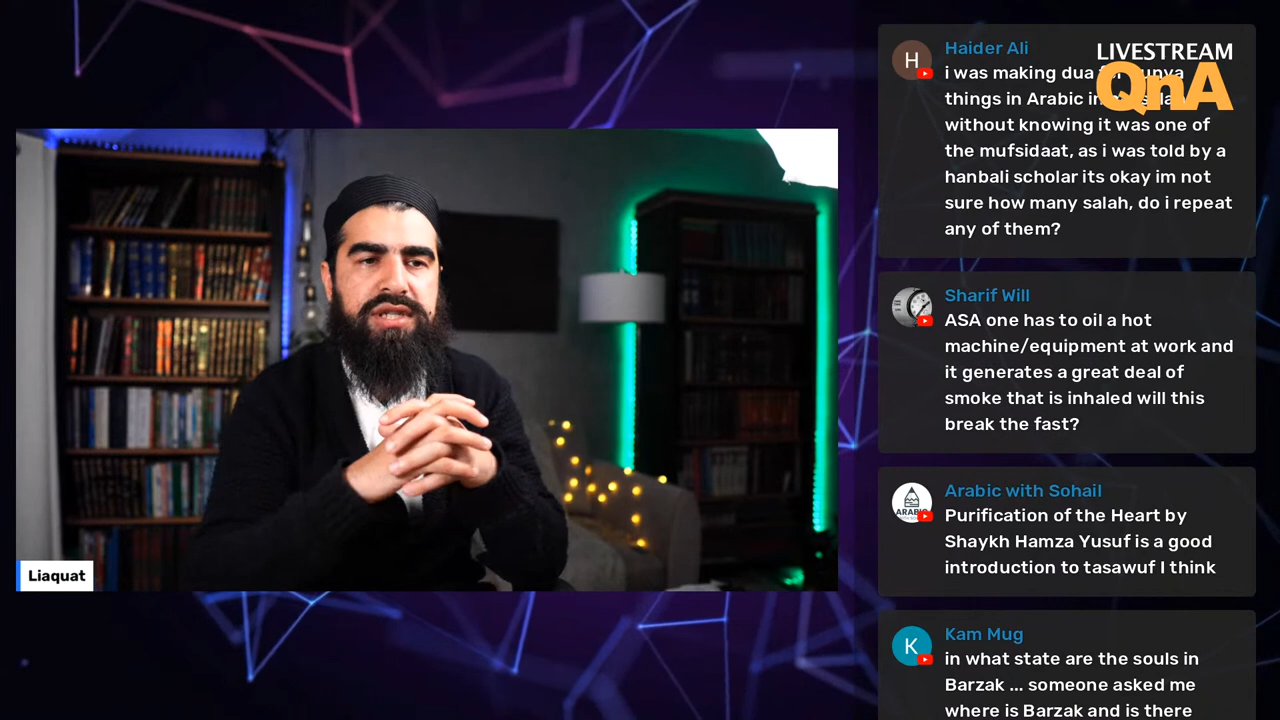 Haider Ali
LIVESTREAM
QnA
i was making dua
things in Arabic in
without knowing it was one of
the mufsidaat, as i was told by a
hanbali scholar its okay im not
sure how many salah, do i repeat
any of them?
Sharif Will
ASA one has to oil a hot
machine/equipment at work and
it generates a great deal of
smoke that is inhaled will this
break the fast?
Arabic with Sohail
Purification of the Heart by
Shaykh Hamza Yusuf is a good
introduction to tasawuf I think
Kam Mug
in what state are the souls in
Barzak ... someone asked me
where is Barzak and is there
H
ARABIC
K
Liaquat